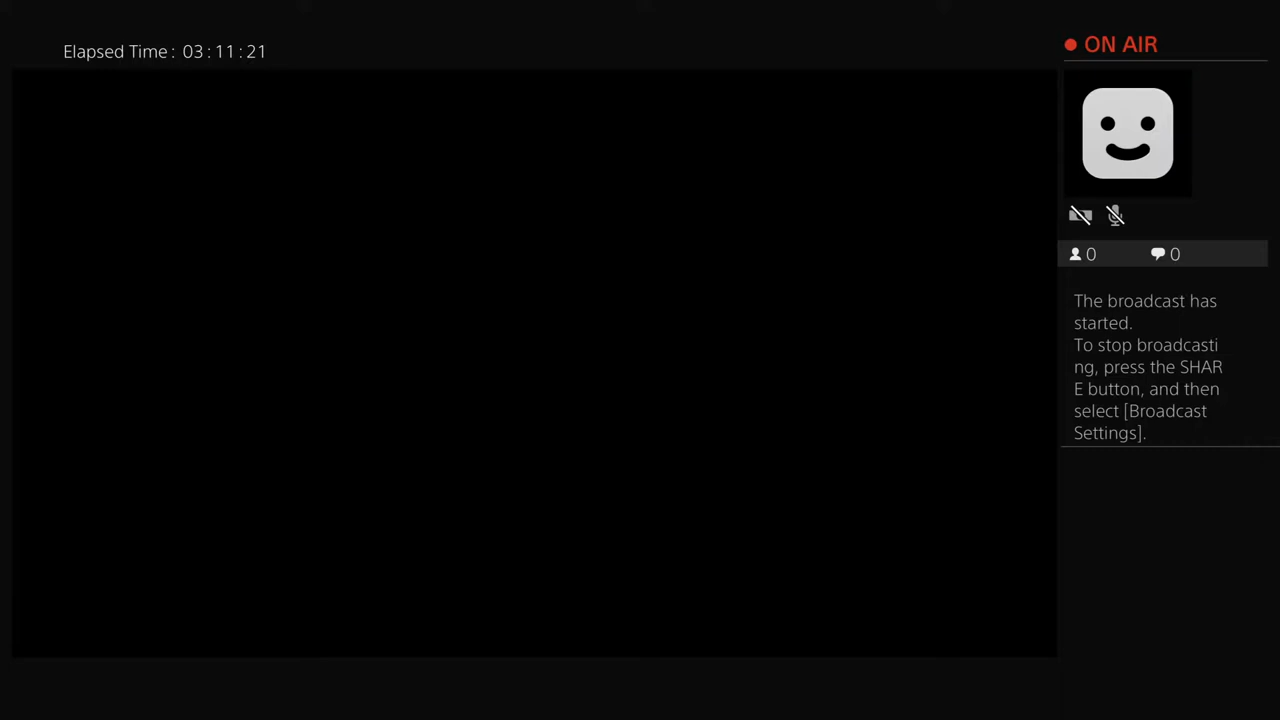 Elapsed Time: 03:11:21
ON AIR
0 0
The broadcast has
started.
To stop broadcasti
ng, press the SHAR
E button, and then
select [Broadcast
Settings].